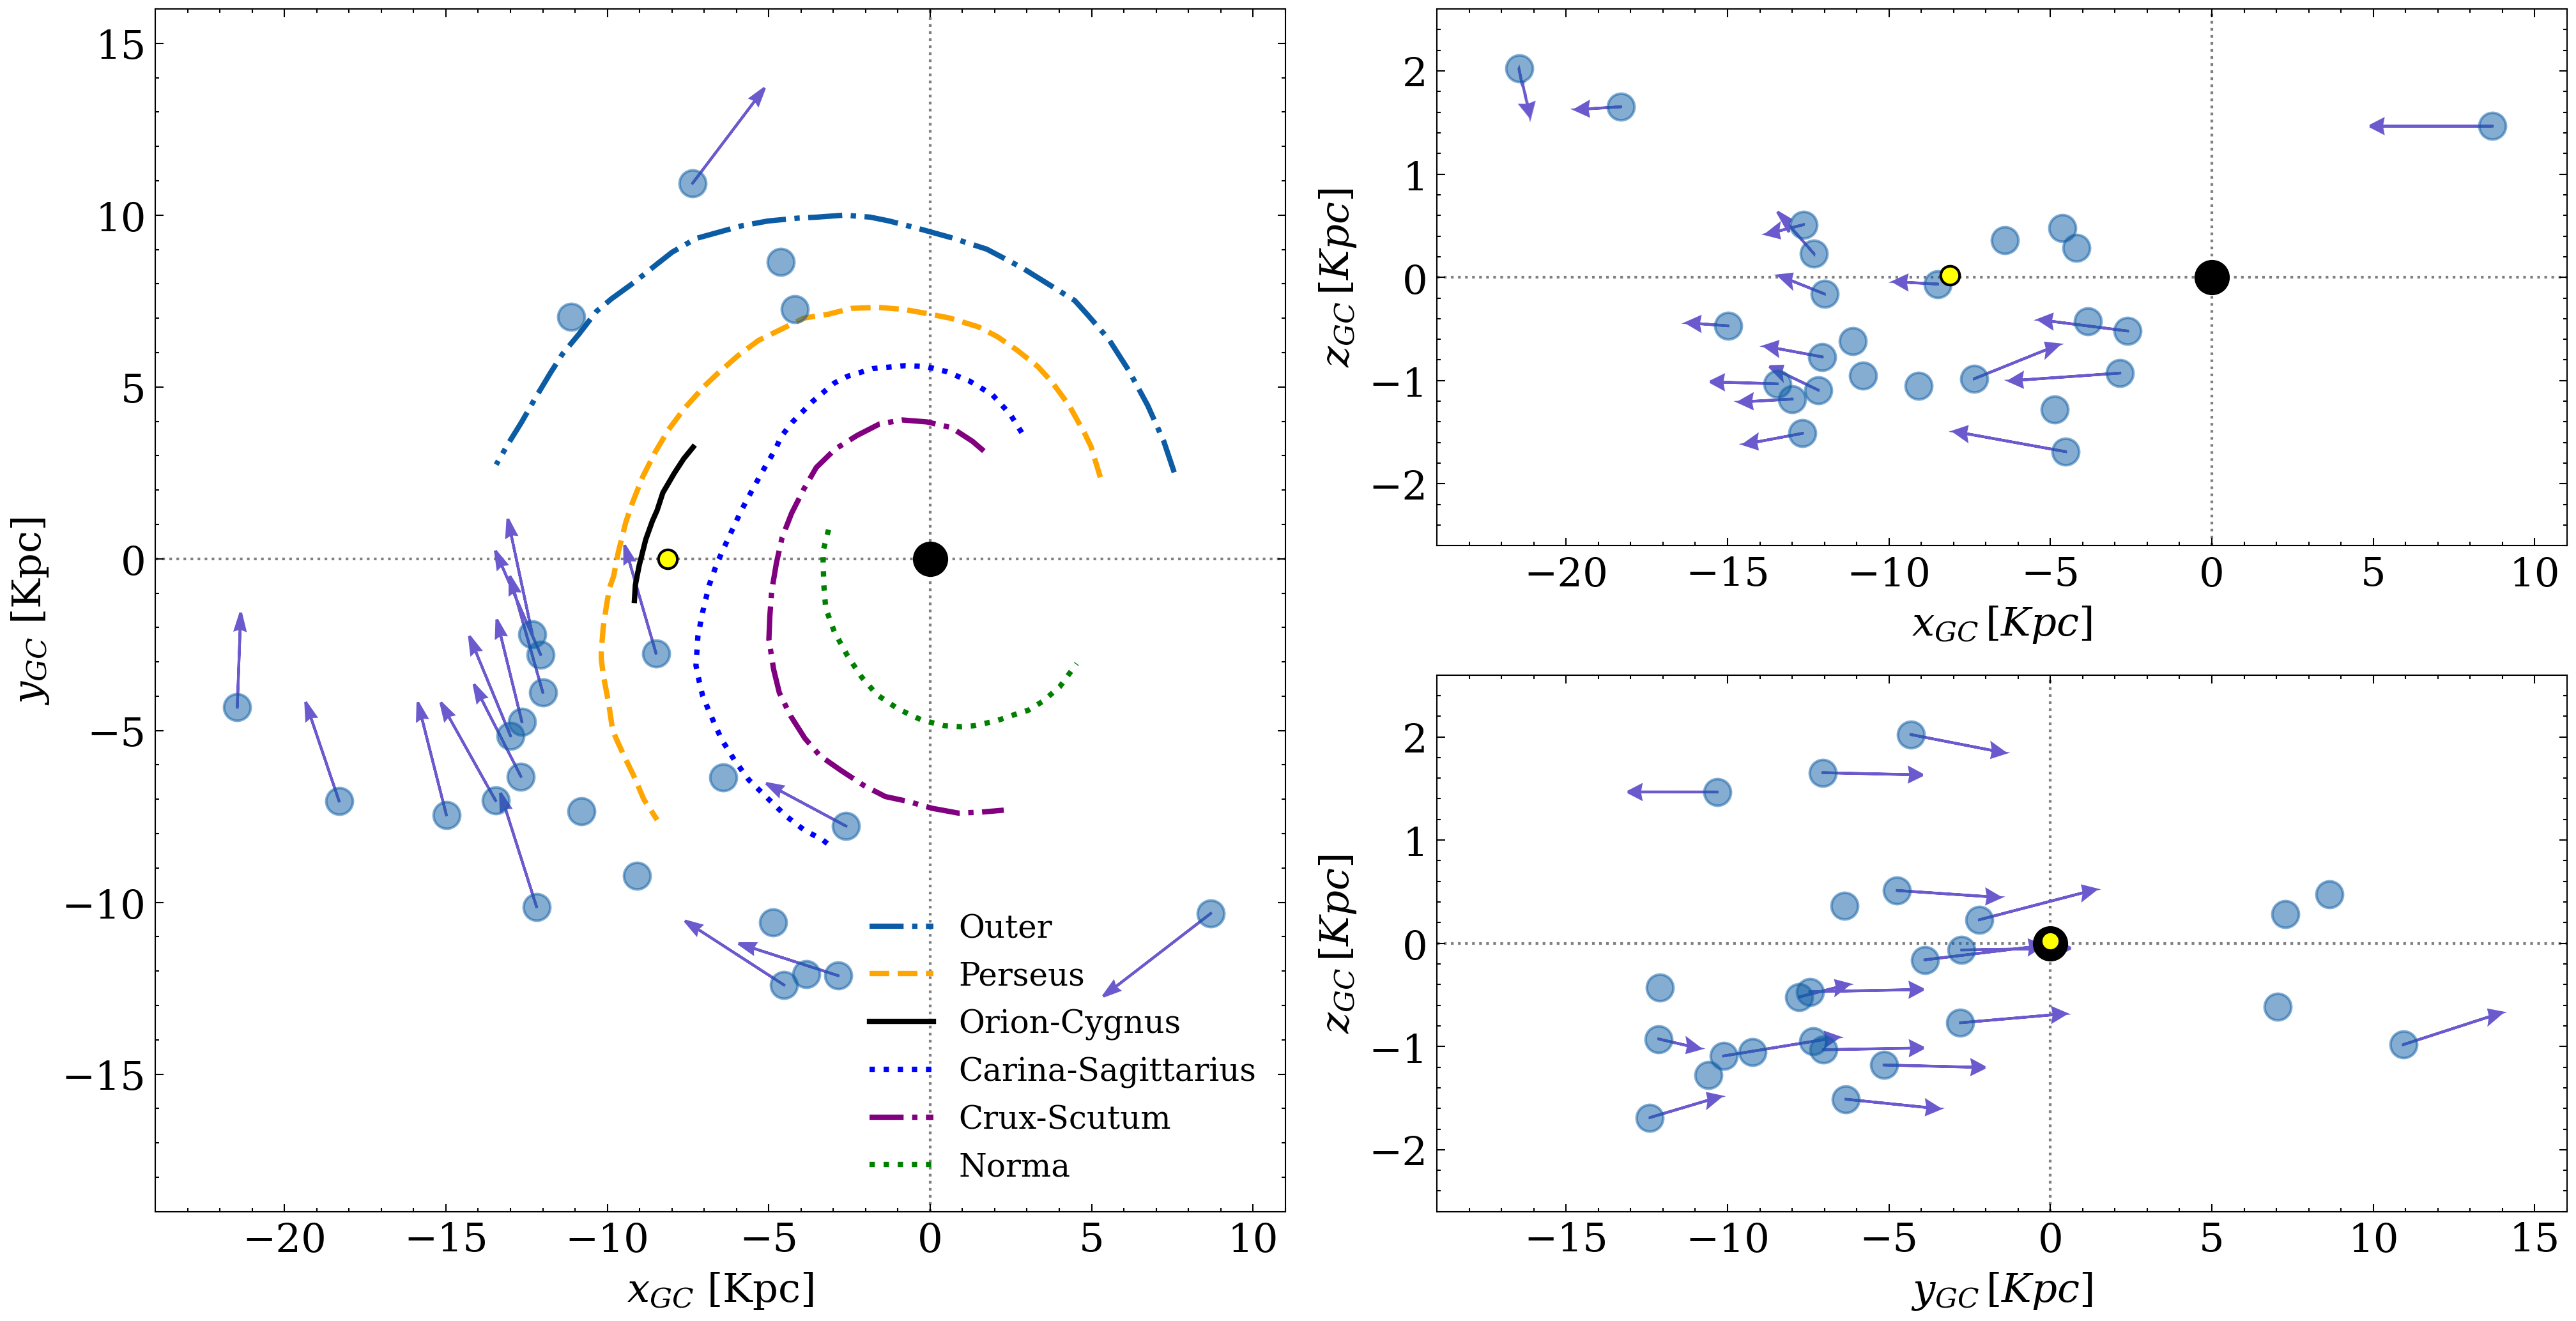 15
10
5
0
−5
−10
−15
y_GC [Kpc]
−20 −15 −10 −5 0 5 10
x_GC [Kpc]
Outer
Perseus
Orion-Cygnus
Carina-Sagittarius
Crux-Scutum
Norma
2
1
0
−1
−2
z_GC [Kpc]
−20 −15 −10 −5 0 5 10
x_GC [Kpc]
2
1
0
−1
−2
z_GC [Kpc]
−15 −10 −5 0 5 10 15
y_GC [Kpc]